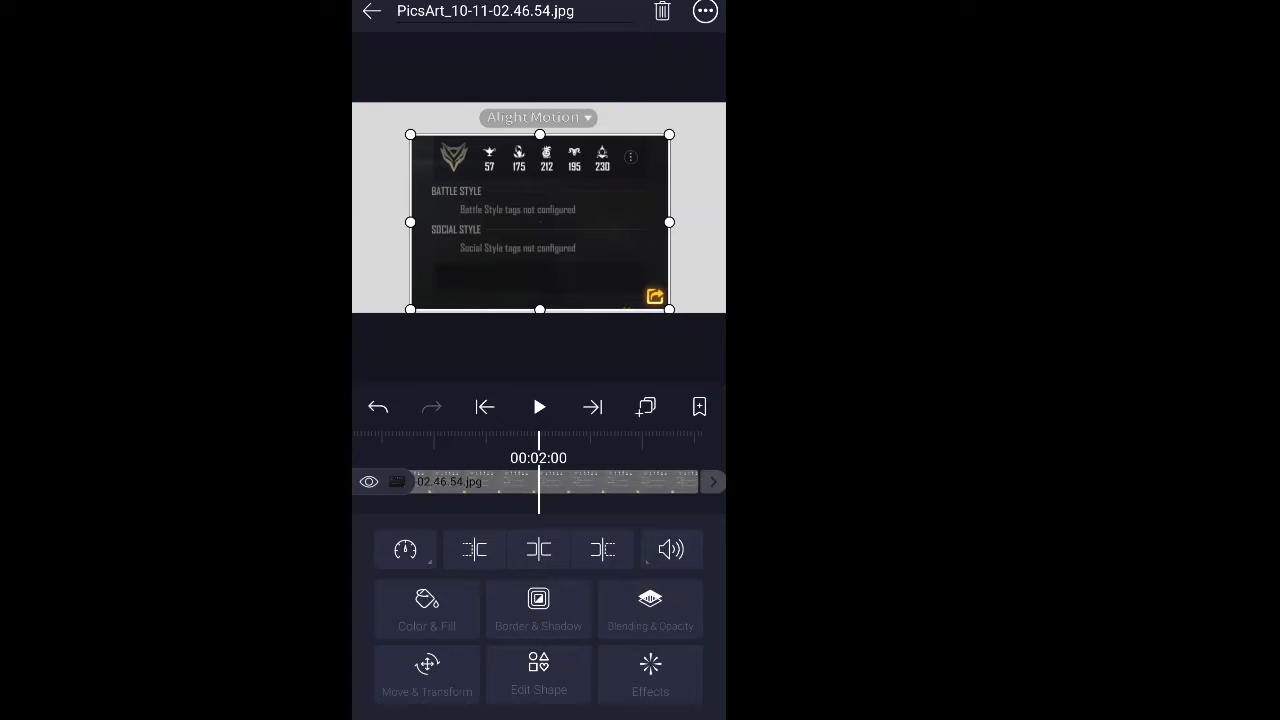 PicsArt_10-11-02.46.54.jpg
Alight Motion
57 175 212 195 230
BATTLE STYLE
Battle Style tags not configured
SOCIAL STYLE
Social Style tags not configured
00:02:00
02.46.54.jpg
Color & Fill
Border & Shadow
Blending & Opacity
Move & Transform
Edit Shape
Effects